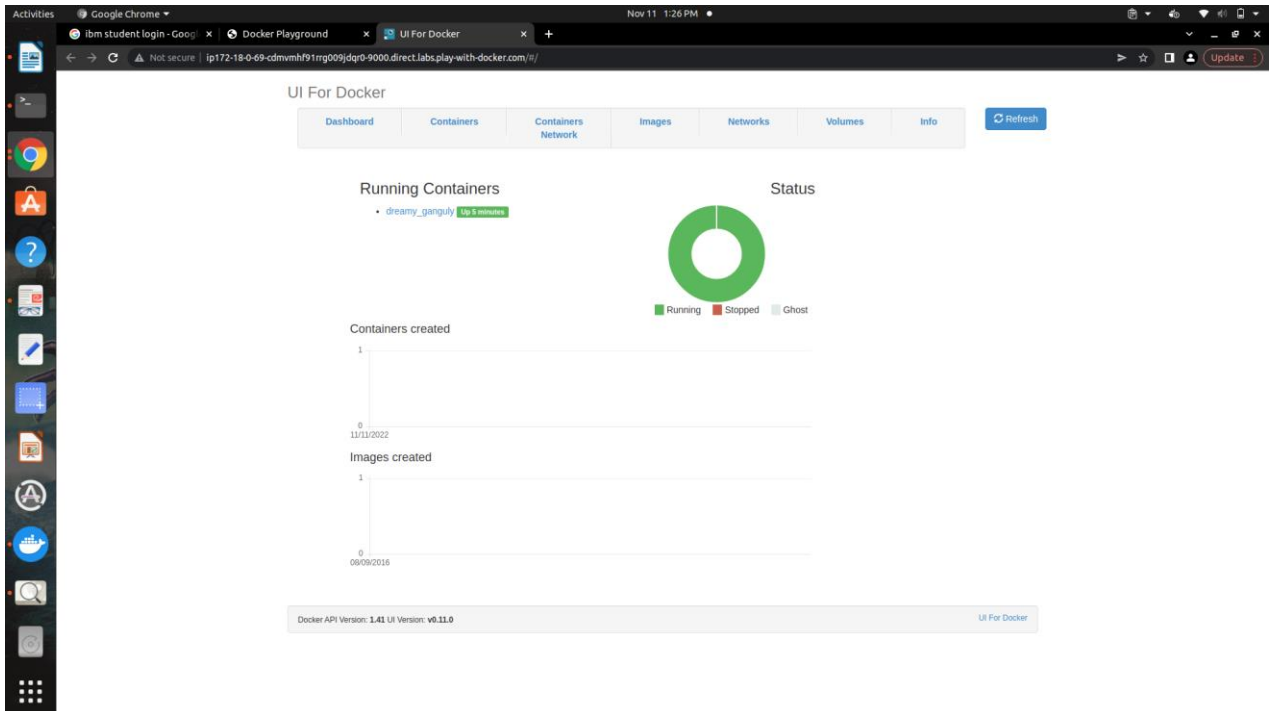 Activities Google Chrome Nov 11 1:26 PM
ibm student login - Googl Docker Playground UI For Docker
Not secure ip172-18-0-69-cdmvmhf91rrg009jdqr0-9000.direct.labs.play-with-docker.com/#/ Update
UI For Docker
Dashboard Containers Containers Network Images Networks Volumes Info Refresh
Running Containers
dreamy_ganguly Up 5 minutes
Status
Running Stopped Ghost
Containers created
1
0
11/11/2022
Images created
1
0
08/09/2016
Docker API Version: 1.41 UI Version: v0.11.0 UI For Docker